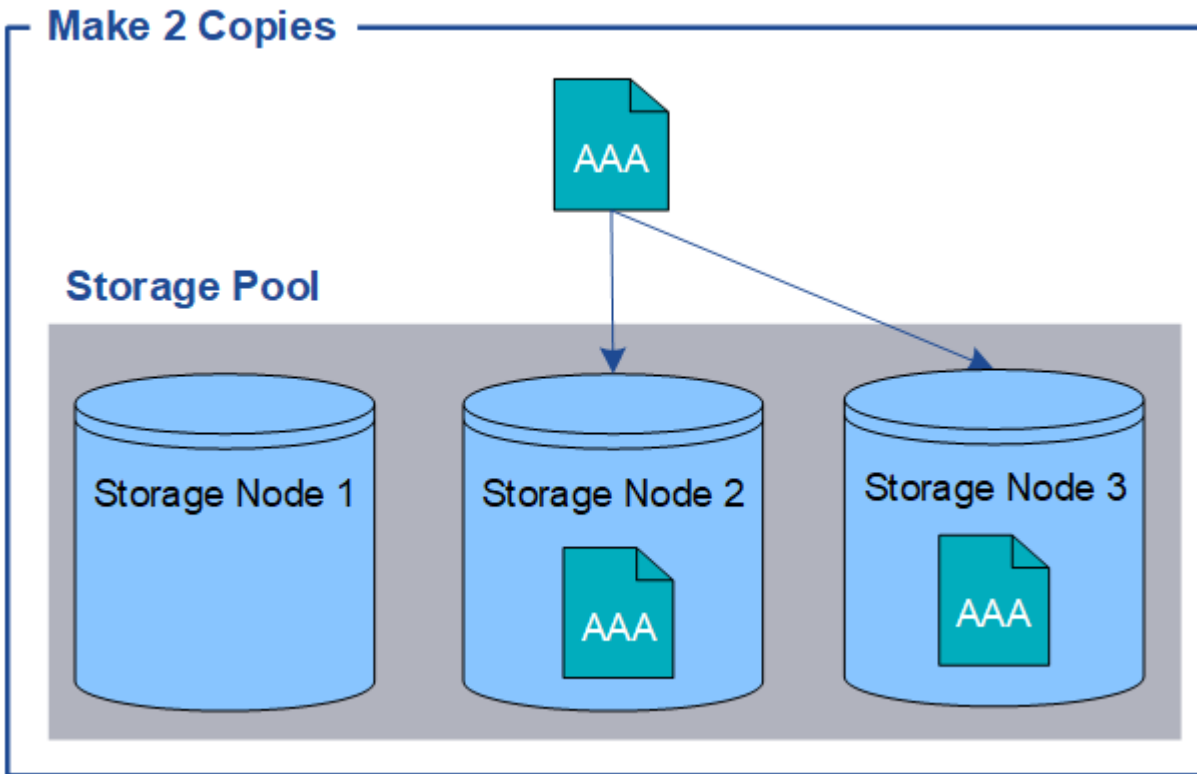 Make 2 Copies
AAA
Storage Pool
Storage Node 1
Storage Node 2
Storage Node 3
AAA
AAA